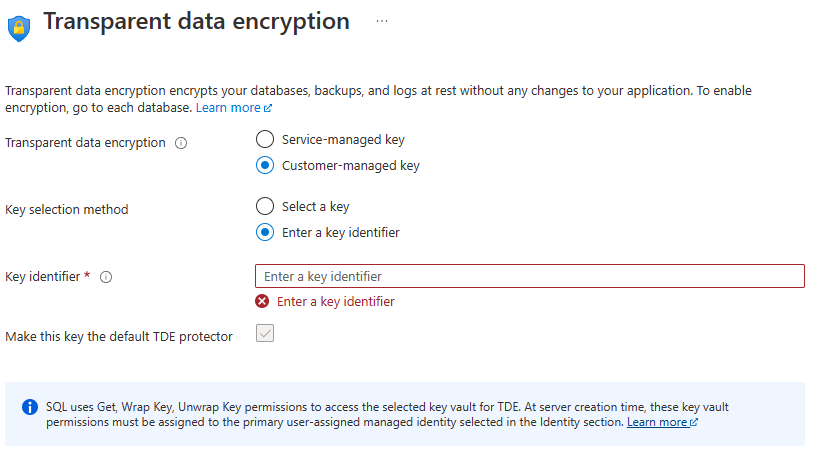 Transparent data encryption ...
Transparent data encryption encrypts your databases, backups, and logs at rest without any changes to your application. To enable
encryption, go to each database. Learn more
Transparent data encryption
Service-managed key
Customer-managed key
Key selection method
Select a key
Enter a key identifier
Key identifier *
Enter a key identifier
Enter a key identifier
Make this key the default TDE protector
SQL uses Get, Wrap Key, Unwrap Key permissions to access the selected key vault for TDE. At server creation time, these key vault
permissions must be assigned to the primary user-assigned managed identity selected in the Identity section. Learn more